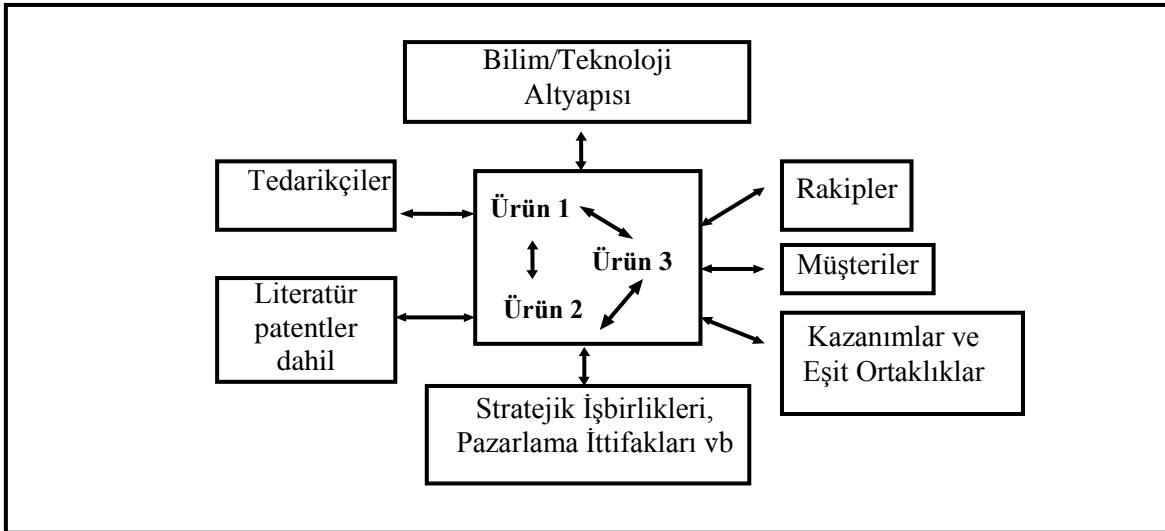 Bilim/Teknoloji
Altyapısı
Tedarikçiler
Rakipler
Ürün 1
Ürün 3
Ürün 2
Müşteriler
Literatür
patentler
dahil
Kazanımlar ve
Eşit Ortaklıklar
Stratejik İşbirlikleri,
Pazarlama İttifakları vb